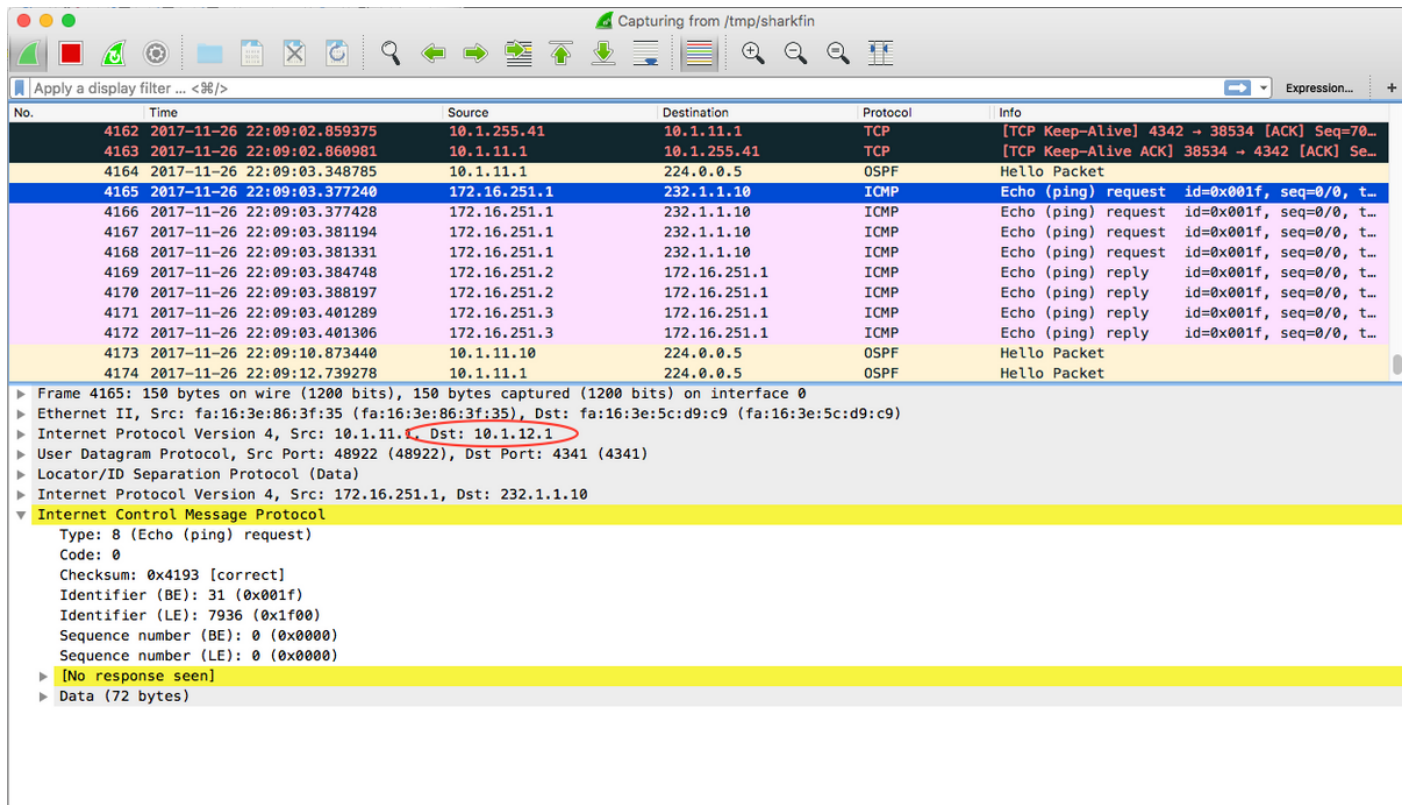 Capturing from /tmp/sharkfin
Apply a display filter ... <⌘/>
Expression... +
No. Time Source Destination Protocol Info
4162 2017-11-26 22:09:02.859375 10.1.255.41 10.1.11.1 TCP [TCP Keep-Alive] 4342 → 38534 [ACK] Seq=70…
4163 2017-11-26 22:09:02.860981 10.1.11.1 10.1.255.41 TCP [TCP Keep-Alive ACK] 38534 → 4342 [ACK] Se…
4164 2017-11-26 22:09:03.348785 10.1.11.1 224.0.0.5 OSPF Hello Packet
4165 2017-11-26 22:09:03.377240 172.16.251.1 232.1.1.10 ICMP Echo (ping) request id=0x001f, seq=0/0, t…
4166 2017-11-26 22:09:03.377428 172.16.251.1 232.1.1.10 ICMP Echo (ping) request id=0x001f, seq=0/0, t…
4167 2017-11-26 22:09:03.381194 172.16.251.1 232.1.1.10 ICMP Echo (ping) request id=0x001f, seq=0/0, t…
4168 2017-11-26 22:09:03.381331 172.16.251.1 232.1.1.10 ICMP Echo (ping) request id=0x001f, seq=0/0, t…
4169 2017-11-26 22:09:03.384748 172.16.251.2 172.16.251.1 ICMP Echo (ping) reply id=0x001f, seq=0/0, t…
4170 2017-11-26 22:09:03.388197 172.16.251.2 172.16.251.1 ICMP Echo (ping) reply id=0x001f, seq=0/0, t…
4171 2017-11-26 22:09:03.401289 172.16.251.3 172.16.251.1 ICMP Echo (ping) reply id=0x001f, seq=0/0, t…
4172 2017-11-26 22:09:03.401306 172.16.251.3 172.16.251.1 ICMP Echo (ping) reply id=0x001f, seq=0/0, t…
4173 2017-11-26 22:09:10.873440 10.1.11.10 224.0.0.5 OSPF Hello Packet
4174 2017-11-26 22:09:12.739278 10.1.11.1 224.0.0.5 OSPF Hello Packet
Frame 4165: 150 bytes on wire (1200 bits), 150 bytes captured (1200 bits) on interface 0
Ethernet II, Src: fa:16:3e:86:3f:35 (fa:16:3e:86:3f:35), Dst: fa:16:3e:5c:d9:c9 (fa:16:3e:5c:d9:c9)
Internet Protocol Version 4, Src: 10.1.11.1, Dst: 10.1.12.1
User Datagram Protocol, Src Port: 48922 (48922), Dst Port: 4341 (4341)
Locator/ID Separation Protocol (Data)
Internet Protocol Version 4, Src: 172.16.251.1, Dst: 232.1.1.10
Internet Control Message Protocol
Type: 8 (Echo (ping) request)
Code: 0
Checksum: 0x4193 [correct]
Identifier (BE): 31 (0x001f)
Identifier (LE): 7936 (0x1f00)
Sequence number (BE): 0 (0x0000)
Sequence number (LE): 0 (0x0000)
[No response seen]
Data (72 bytes)